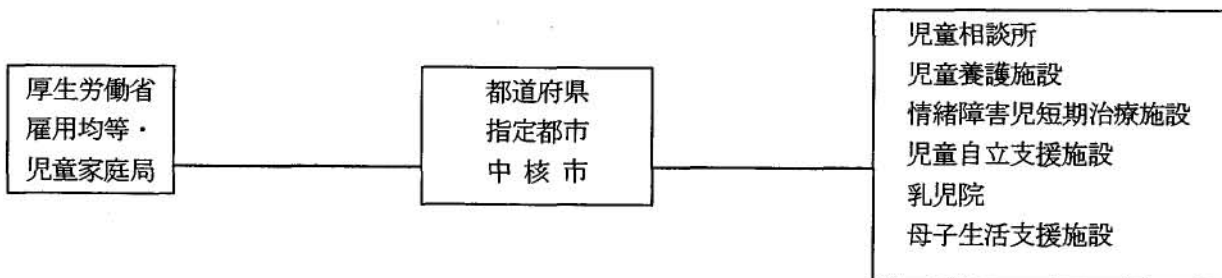 厚生労働省
雇用均等・
児童家庭局
都道府県
指定都市
中核市
児童相談所
児童養護施設
情緒障害児短期治療施設
児童自立支援施設
乳児院
母子生活支援施設